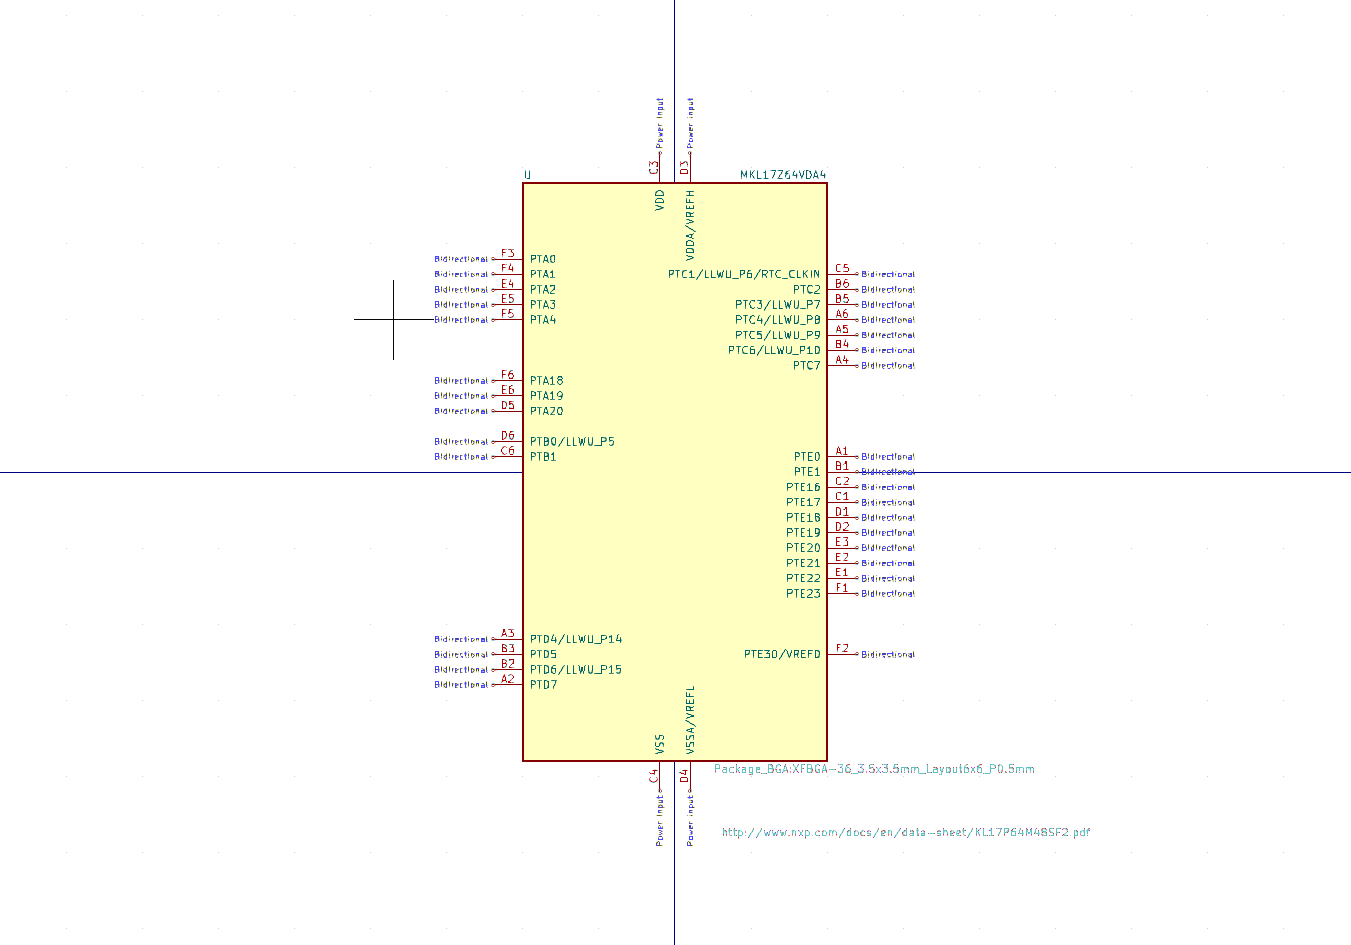 Power Input
Power Input
C3
D3
U
MKL17Z64VDA4
VDD
VDDA/VREFH
Bidirectional F3 PTA0
Bidirectional F4 PTA1
PTC1/LLWU_P6/RTC_CLKIN C5 Bidirectional
Bidirectional E4 PTA2
PTC2 B6 Bidirectional
Bidirectional E5 PTA3
PTC3/LLWU_P7 B5 Bidirectional
Bidirectional F5 PTA4
PTC4/LLWU_P8 A6 Bidirectional
PTC5/LLWU_P9 A5 Bidirectional
PTC6/LLWU_P10 B4 Bidirectional
PTC7 A4 Bidirectional
Bidirectional F6 PTA18
Bidirectional E6 PTA19
Bidirectional D5 PTA20
Bidirectional D6 PTB0/LLWU_P5
Bidirectional C6 PTB1
PTE0 A1 Bidirectional
PTE1 B1 Bidirectional
PTE16 C2 Bidirectional
PTE17 C1 Bidirectional
PTE18 D1 Bidirectional
PTE19 D2 Bidirectional
PTE20 E3 Bidirectional
PTE21 E2 Bidirectional
PTE22 E1 Bidirectional
PTE23 F1 Bidirectional
Bidirectional A3 PTD4/LLWU_P14
Bidirectional B3 PTD5
PTE30/VREFO F2 Bidirectional
Bidirectional B2 PTD6/LLWU_P15
Bidirectional A2 PTD7
VSS
VSSA/VREFL
C4
D4
Package_BGA:XFBGA-36_3.5x3.5mm_Layout6x6_P0.5mm
Power Input
Power Input
http://www.nxp.com/docs/en/data-sheet/KL17P64M48SF2.pdf